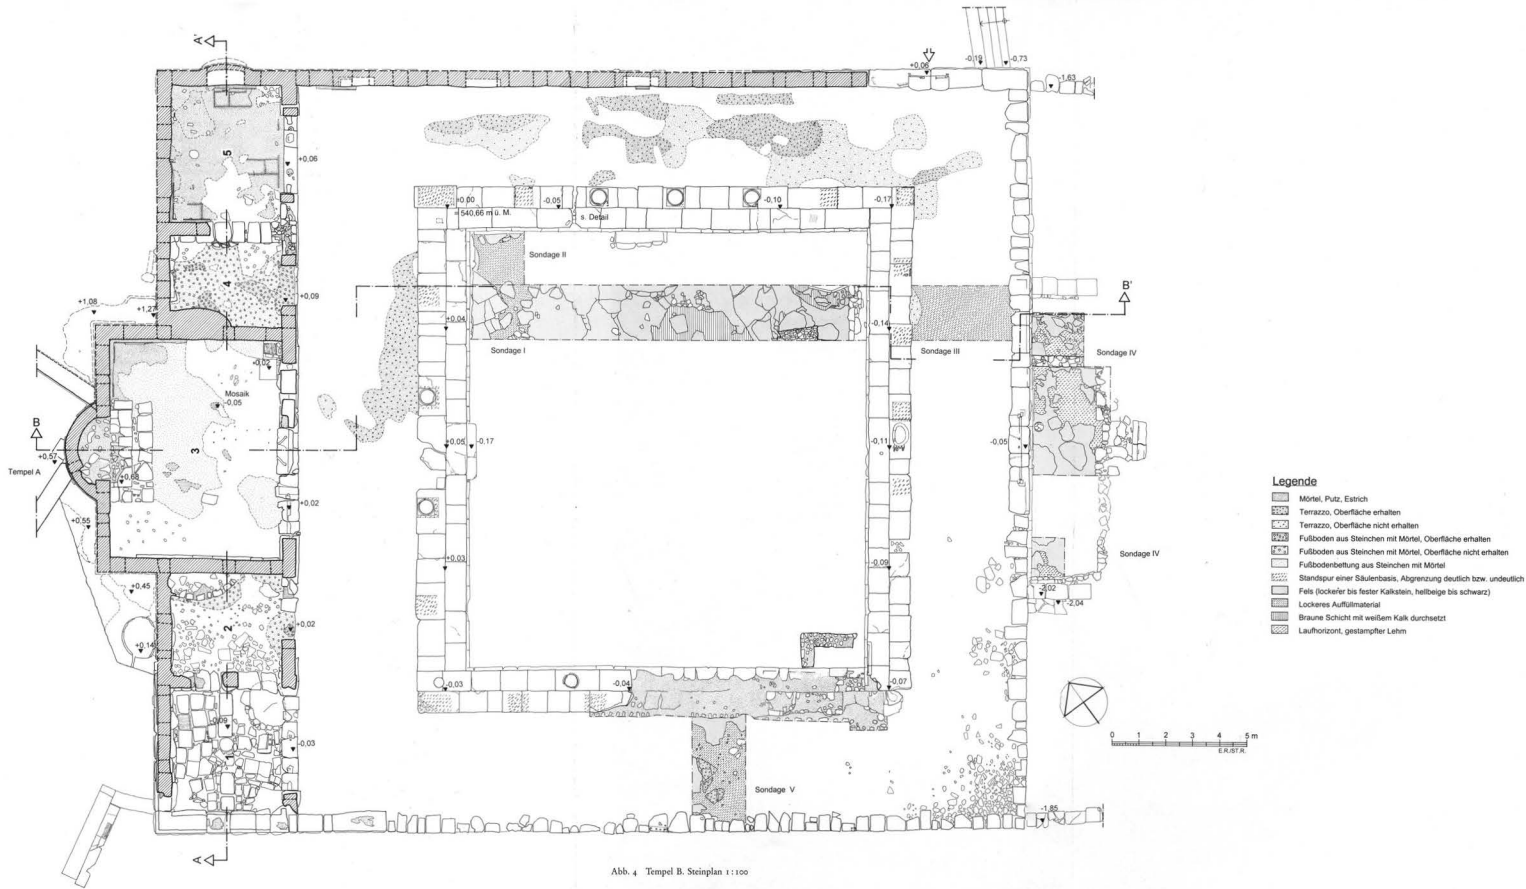 A'
-0,19
-0,73
+0,06
-1,63
5
+0,06
+0,00
= 540,66 m ü. M.
-0,05
s. Detail
-0,10
-0,17
Sondage II
4
+0,09
B'
+1,08
+1,27
+0,04
-0,14
Sondage I
Sondage III
Sondage IV
+0,02
Mosaik
-0,05
B
+0,57
Tempel A
3
+0,68
+0,05
-0,17
-0,11
-0,05
+0,02
+0,55
+0,03
-0,09
Sondage IV
+0,45
-2,02
-2,04
2
+0,02
+0,14
-0,03
-0,04
-0,07
-0,09
1
-0,03
Sondage V
-1,85
A
Legende
Mörtel, Putz, Estrich
Terrazzo, Oberfläche erhalten
Terrazzo, Oberfläche nicht erhalten
Fußboden aus Steinchen mit Mörtel, Oberfläche erhalten
Fußboden aus Steinchen mit Mörtel, Oberfläche nicht erhalten
Fußbodenbettung aus Steinchen mit Mörtel
Standspur einer Säulenbasis, Abgrenzung deutlich bzw. undeutlich
Fels (lockerer bis fester Kalkstein, hellbeige bis schwarz)
Lockeres Auffüllmaterial
Braune Schicht mit weißem Kalk durchsetzt
Laufhorizont, gestampfter Lehm
0 1 2 3 4 5 m
E.R./ST.R.
Abb. 4 Tempel B. Steinplan 1 : 100